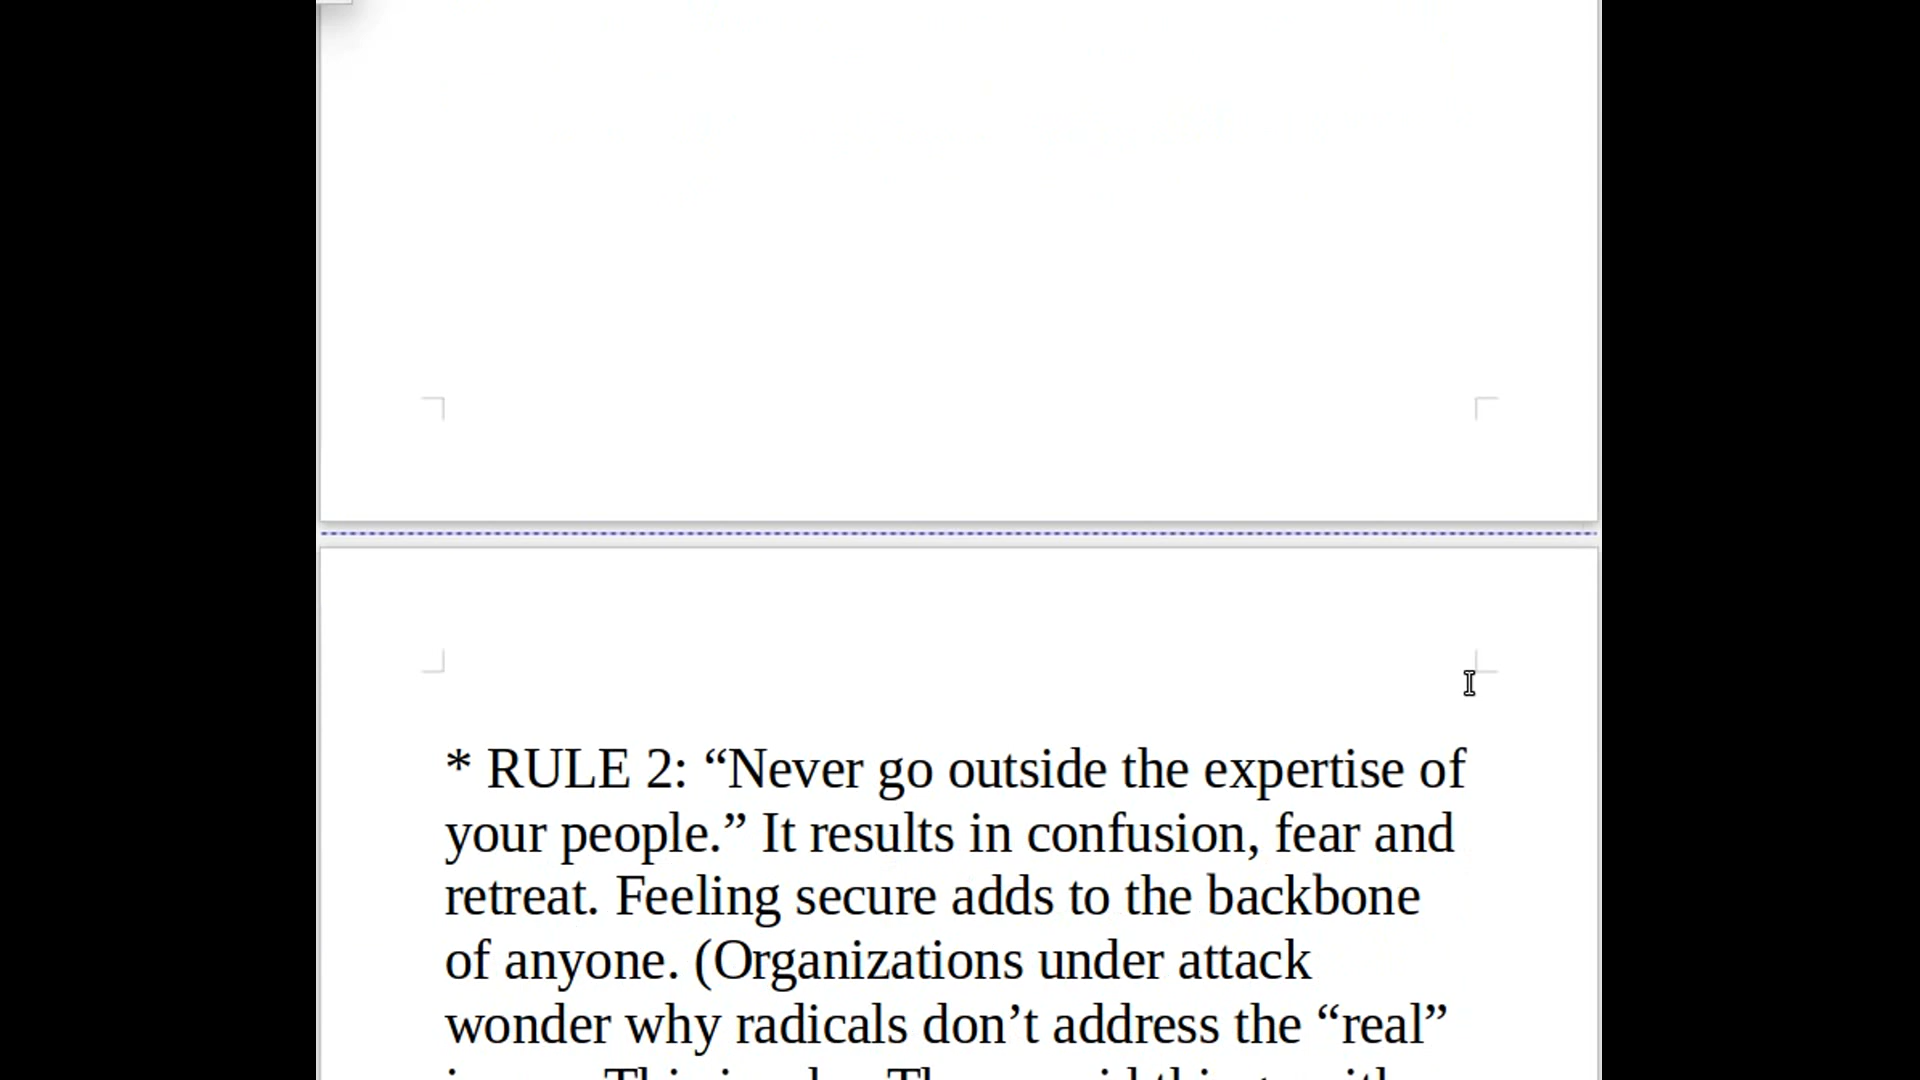 * RULE 2: “Never go outside the expertise of
your people.” It results in confusion, fear and
retreat. Feeling secure adds to the backbone
of anyone. (Organizations under attack
wonder why radicals don’t address the “real”